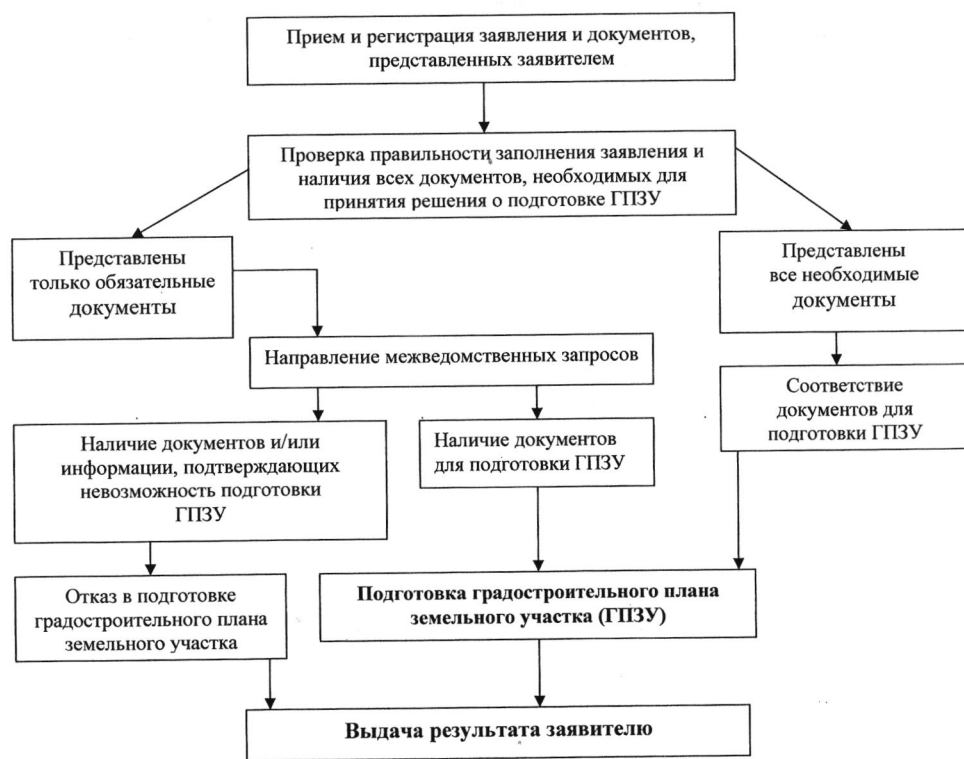 Прием и регистрация заявления и документов,
представленных заявителем
Проверка правильности заполнения заявления и
наличия всех документов, необходимых для
принятия решения о подготовке ГПЗУ
Представлены
только обязательные
документы
Представлены
все необходимые
документы
Направление межведомственных запросов
Соответствие
документов для
подготовки ГПЗУ
Наличие документов и/или
информации, подтверждающих
невозможность подготовки
ГПЗУ
Наличие документов
для подготовки ГПЗУ
Отказ в подготовке
градостроительного плана
земельного участка
Подготовка градостроительного плана
земельного участка (ГПЗУ)
Выдача результата заявителю